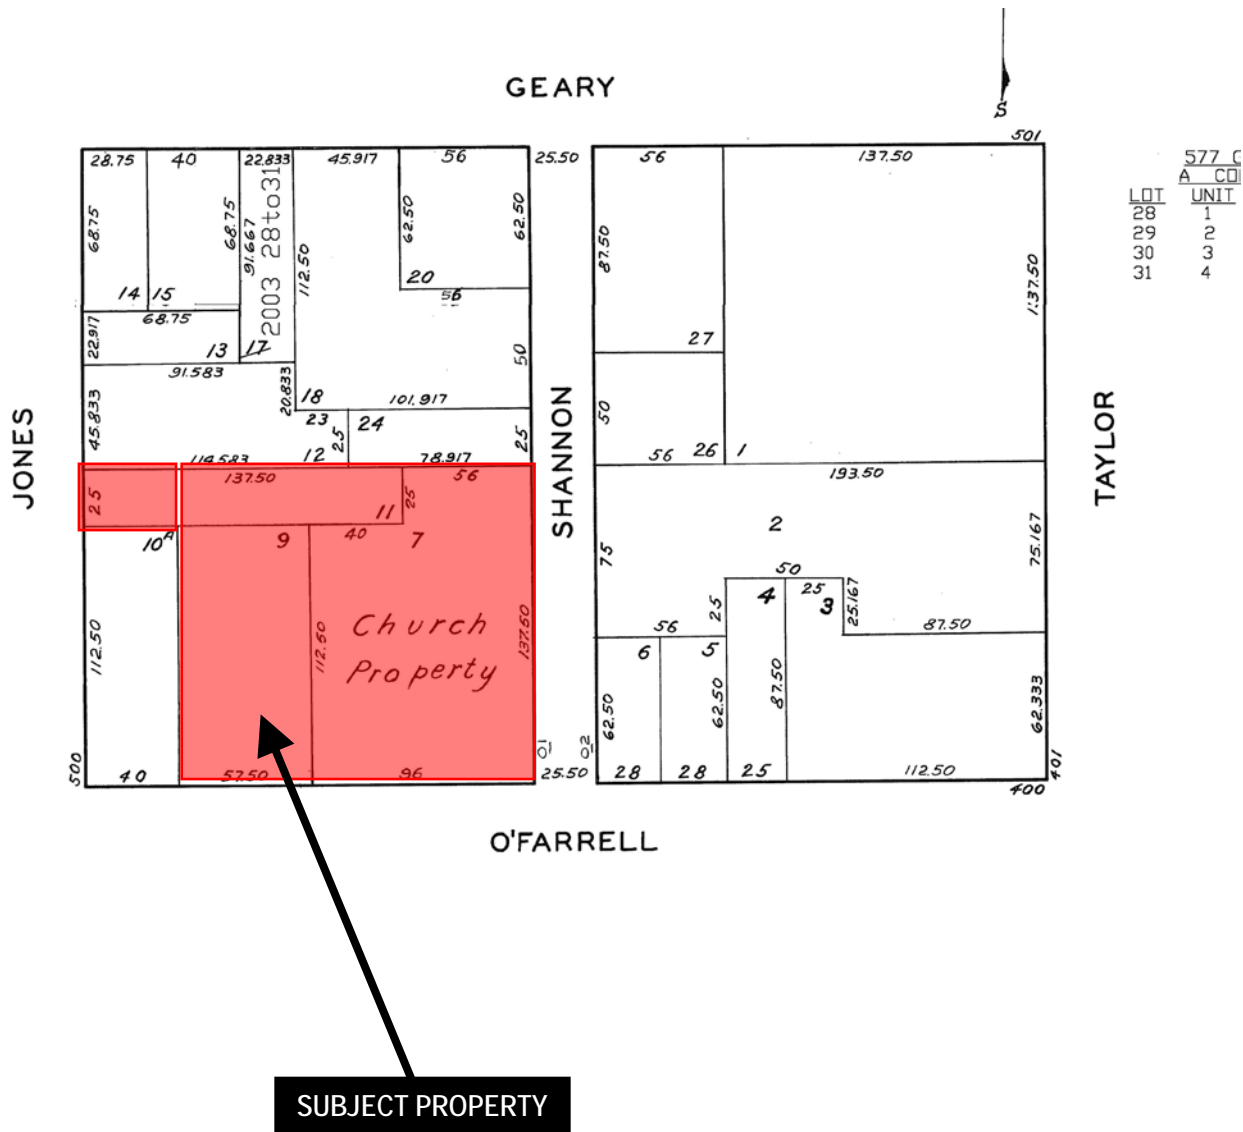 S
GEARY
501
28.75 40 22.833 45.917 56 25.50 56 137.50
577 G
A CO
LOT UNIT
28 1
29 2
30 3
31 4
68.75 68.75 91.667 2003 28to31 112.50 62.50 62.50 87.50 137.50
14 15 20
56
68.75
22.917 13 17 50 27
91.583
20.833
45.833 18 101.917 50
23 24
25 25
114.583 12 78.917 56 26 1
JONES SHANNON TAYLOR
137.50 56 193.50
25 25
11
10A 9 40 7 2
75 75.167
50
4 25 3 25.167
25
Church
Property
56 87.50
6 5
112.50 112.50 137.50 62.50 62.50 87.50 62.333
500 40 57.50 96 25.50 28 28 25 112.50 401
400
O'FARRELL
SUBJECT PROPERTY